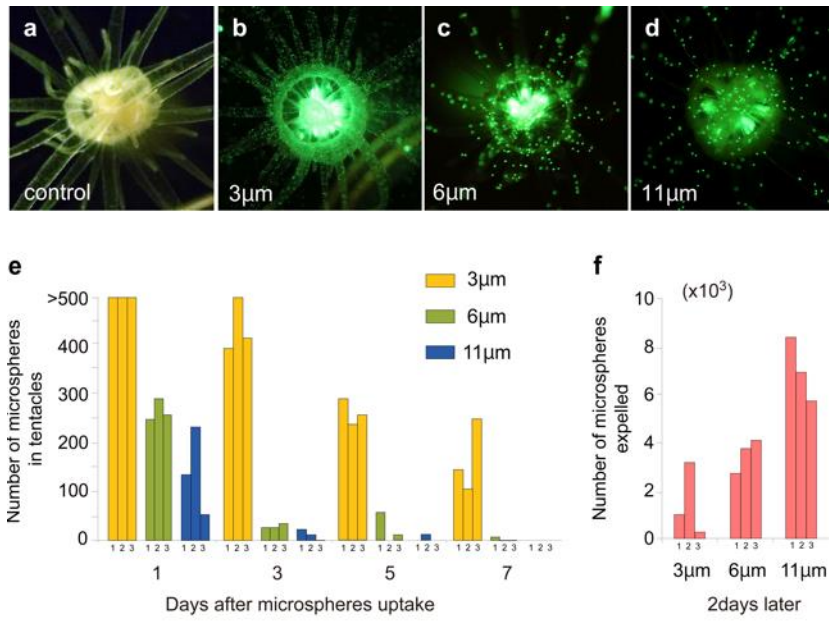 a
b
c
d
control
3µm
6µm
11µm
e
>500
400
300
200
100
0
Number of microspheres
in tentacles
3µm
6µm
11µm
1 2 3 1 2 3 1 2 3 1 2 3 1 2 3 1 2 3 1 2 3 1 2 3 1 2 3 1 2 3 1 2 3 1 2 3
1 3 5 7
Days after microspheres uptake
f
(x10³)
10
8
6
4
2
0
Number of microspheres
expelled
1 2 3 1 2 3 1 2 3
3µm 6µm 11µm
2days later